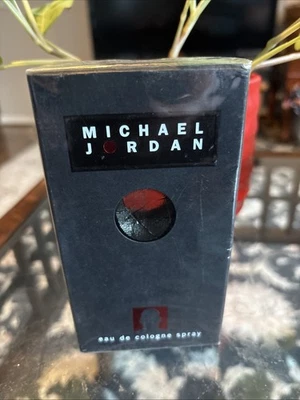 MICHAEL
JORDAN
eau de cologne spray